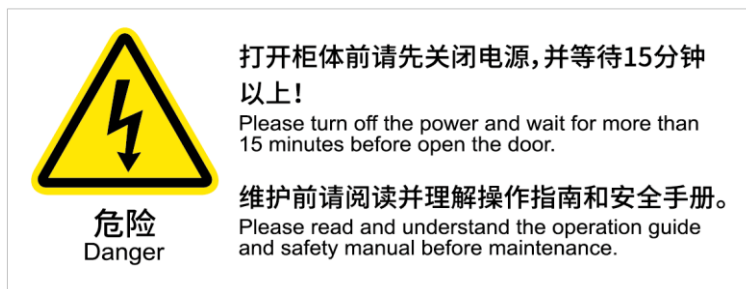 危险
Danger
打开柜体前请先关闭电源,并等待15分钟
以上!
Please turn off the power and wait for more than
15 minutes before open the door.
维护前请阅读并理解操作指南和安全手册。
Please read and understand the operation guide
and safety manual before maintenance.